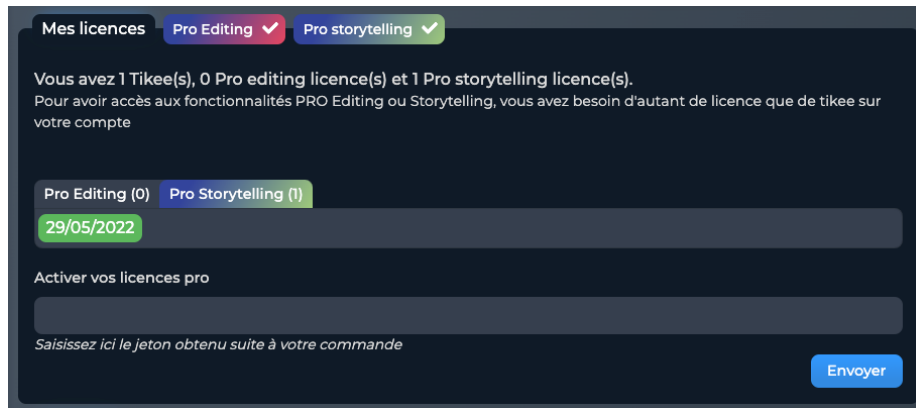 Mes licences Pro Editing Pro storytelling
Vous avez 1 Tikee(s), 0 Pro editing licence(s) et 1 Pro storytelling licence(s).
Pour avoir accès aux fonctionnalités PRO Editing ou Storytelling, vous avez besoin d'autant de licence que de tikee sur
votre compte
Pro Editing (0) Pro Storytelling (1)
29/05/2022
Activer vos licences pro
Saisissez ici le jeton obtenu suite à votre commande
Envoyer